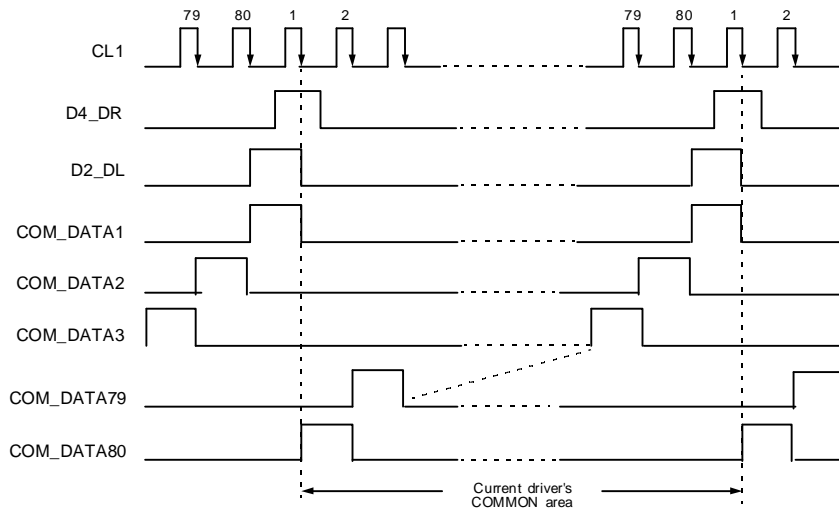 79 80 1 2 79 80 1 2
CL1
D4_DR
D2_DL
COM_DATA1
COM_DATA2
COM_DATA3
COM_DATA79
COM_DATA80
Current driver's
COMMON area